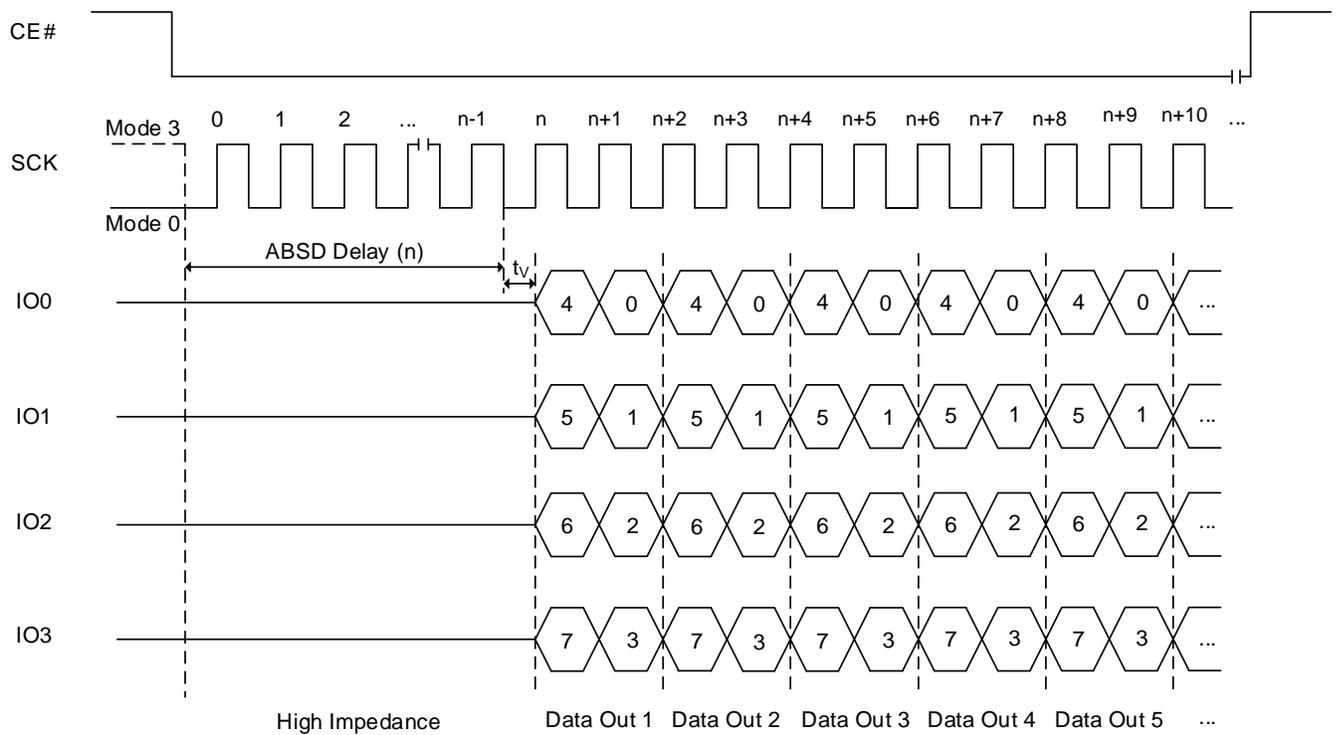 CE#
0 1 2 ... n-1 n n+1 n+2 n+3 n+4 n+5 n+6 n+7 n+8 n+9 n+10 ...
Mode 3
SCK
Mode 0
ABSD Delay (n)
tV
IO0 4 0 4 0 4 0 4 0 4 0 ...
IO1 5 1 5 1 5 1 5 1 5 1 ...
IO2 6 2 6 2 6 2 6 2 6 2 ...
IO3 7 3 7 3 7 3 7 3 7 3 ...
High Impedance Data Out 1 Data Out 2 Data Out 3 Data Out 4 Data Out 5 ...